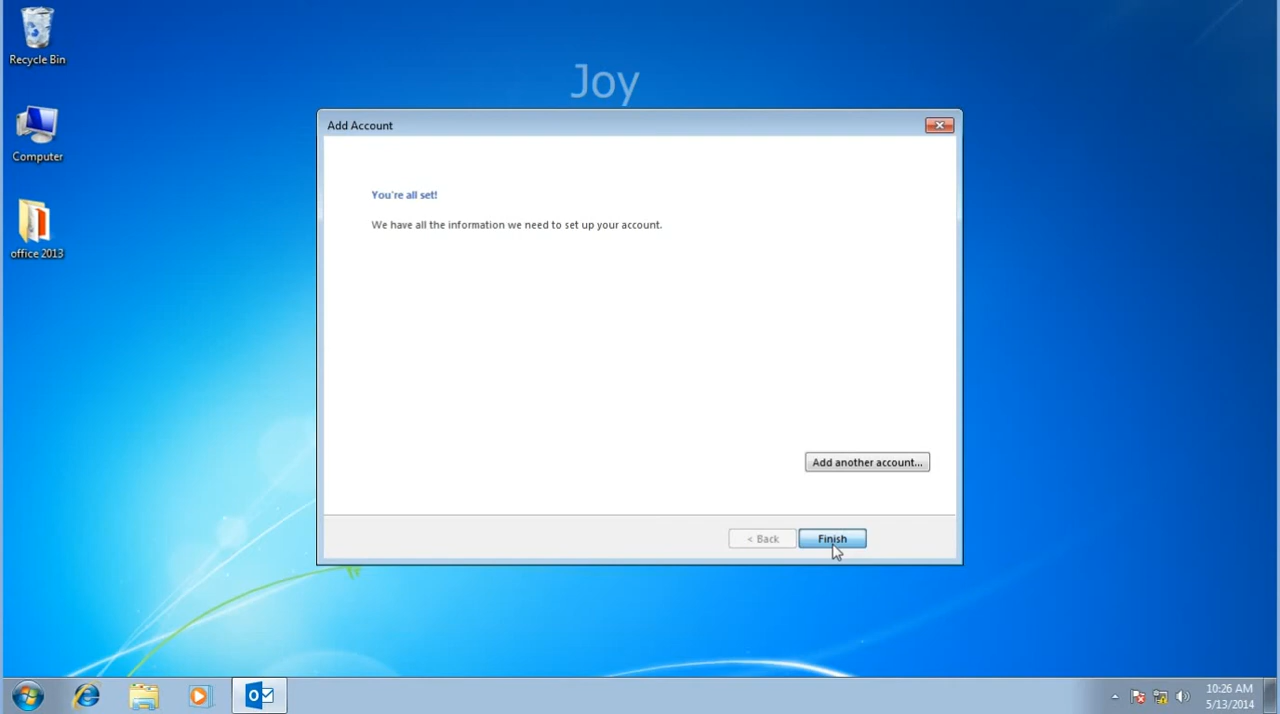 Recycle Bin
Joy
Add Account
Computer
You're all set!
We have all the information we need to set up your account.
office 2013
Add another account...
< Back
Finish
10:26 AM
5/13/2014